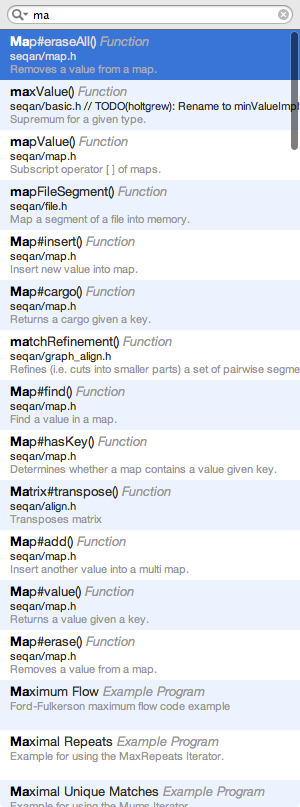 ma
Map#eraseAll() Function
seqan/map.h
Removes a value from a map.
maxValue() Function
seqan/basic.h // TODO(holtgrew): Rename to minValueImpl
Supremum for a given type.
mapValue() Function
seqan/map.h
Subscript operator [ ] of maps.
mapFileSegment() Function
seqan/file.h
Map a segment of a file into memory.
Map#insert() Function
seqan/map.h
Insert new value into map.
Map#cargo() Function
seqan/map.h
Returns a cargo given a key.
matchRefinement() Function
seqan/graph_align.h
Refines (i.e. cuts into smaller parts) a set of pairwise segme
Map#find() Function
seqan/map.h
Find a value in a map.
Map#hasKey() Function
seqan/map.h
Determines whether a map contains a value given key.
Matrix#transpose() Function
seqan/align.h
Transposes matrix
Map#add() Function
seqan/map.h
Insert another value into a multi map.
Map#value() Function
seqan/map.h
Returns a value given a key.
Map#erase() Function
seqan/map.h
Removes a value from a map.
Maximum Flow Example Program
Ford-Fulkerson maximum flow code example
Maximal Repeats Example Program
Example for using the MaxRepeats Iterator.
Maximal Unique Matches Example Program
Example for using the Mums Iterator.